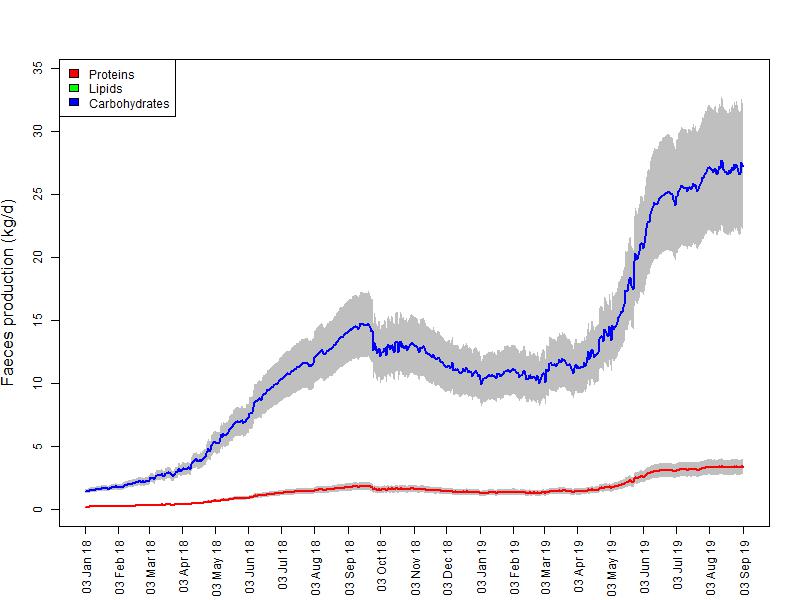 Proteins
Lipids
Carbohydrates
Faeces production (kg/d)
35
30
25
20
15
10
5
0
03 Jan 18
03 Feb 18
03 Mar 18
03 Apr 18
03 May 18
03 Jun 18
03 Jul 18
03 Aug 18
03 Sep 18
03 Oct 18
03 Nov 18
03 Dec 18
03 Jan 19
03 Feb 19
03 Mar 19
03 Apr 19
03 May 19
03 Jun 19
03 Jul 19
03 Aug 19
03 Sep 19